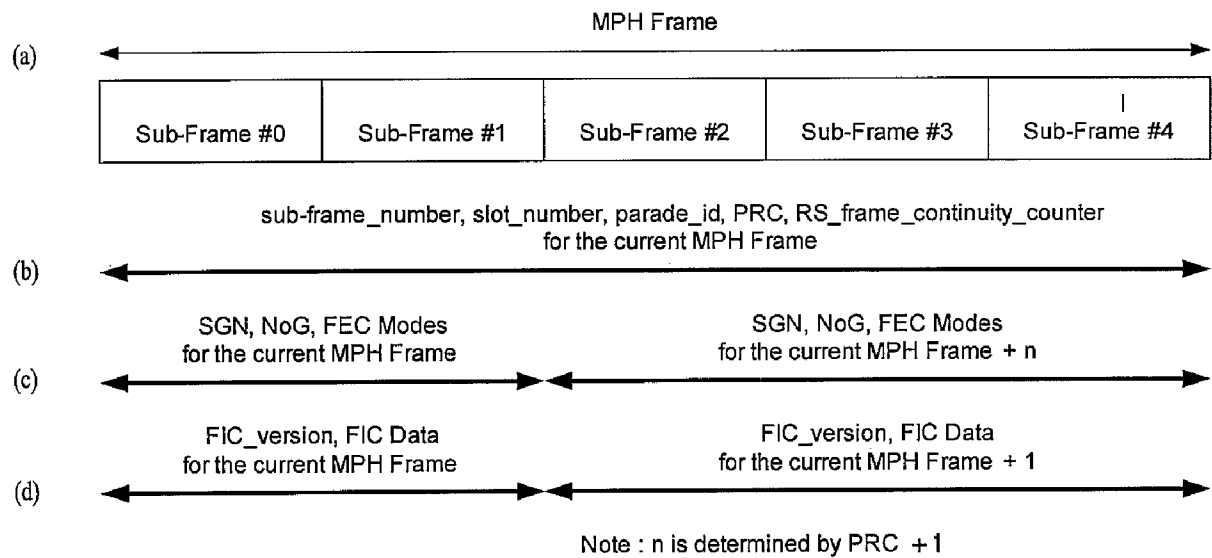 MPH Frame
(a)
Sub-Frame #0 Sub-Frame #1 Sub-Frame #2 Sub-Frame #3 Sub-Frame #4
sub-frame_number, slot_number, parade_id, PRC, RS_frame_continuity_counter
for the current MPH Frame
(b)
SGN, NoG, FEC Modes SGN, NoG, FEC Modes
for the current MPH Frame for the current MPH Frame + n
(c)
FIC_version, FIC Data FIC_version, FIC Data
for the current MPH Frame for the current MPH Frame + 1
(d)
Note : n is determined by PRC + 1